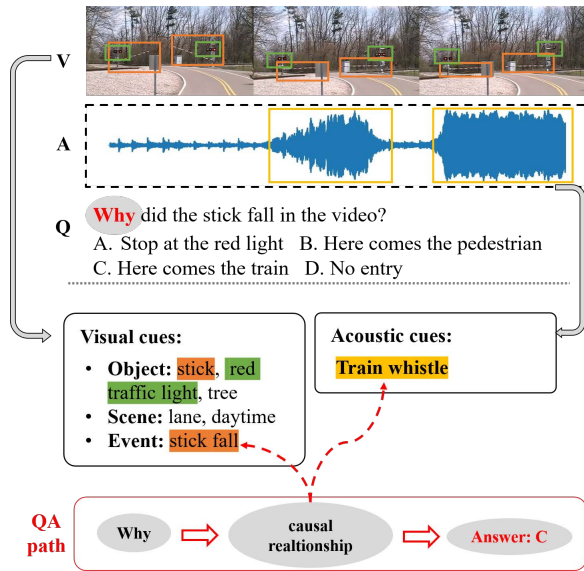 V
A
Q
Why did the stick fall in the video?
A. Stop at the red light B. Here comes the pedestrian
C. Here comes the train D. No entry
Visual cues:
• Object: stick, red
traffic light, tree
• Scene: lane, daytime
• Event: stick fall
Acoustic cues:
Train whistle
QA
path
Why
causal
realtionship
Answer: C